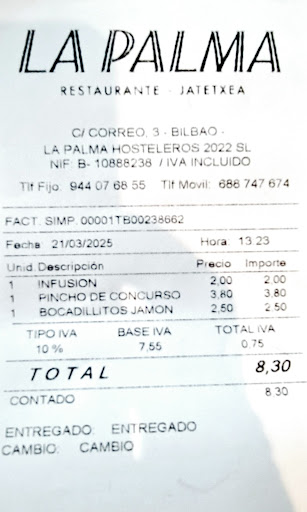 LA PALMA
RESTAURANTE - JATETXEA
C/ CORREO, 3 - BILBAO -
LA PALMA HOSTELEROS 2022 SL
NIF: B- 10888238 / IVA INCLUIDO
Tlf Fijo: 944 07 68 55 Tlf Movil: 686 747 674
FACT. SIMP. 00001TB00238662
Fecha 21/03/2025 Hora 13:23
Unid. Descripción Precio Importe
1 INFUSION 2,00 2,00
1 PINCHO DE CONCURSO 3,80 3,80
1 BOCADILLITOS JAMON 2,50 2,50
TIPO IVA BASE IVA TOTAL IVA
10 % 7,55 0,75
TOTAL 8,30
CONTADO 8,30
ENTREGADO: ENTREGADO
CAMBIO: CAMBIO